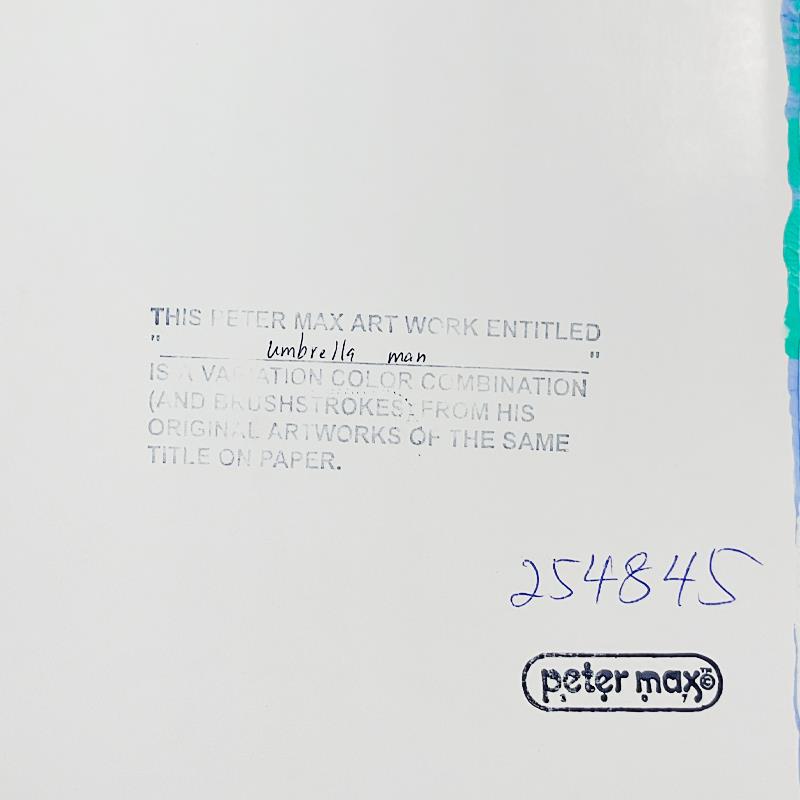 THIS PETER MAX ART WORK ENTITLED
" umbrella man "
IS A VARIATION COLOR COMBINATION
(AND BRUSHSTROKES) FROM HIS
ORIGINAL ARTWORKS OF THE SAME
TITLE ON PAPER.
254845
peter max ™©